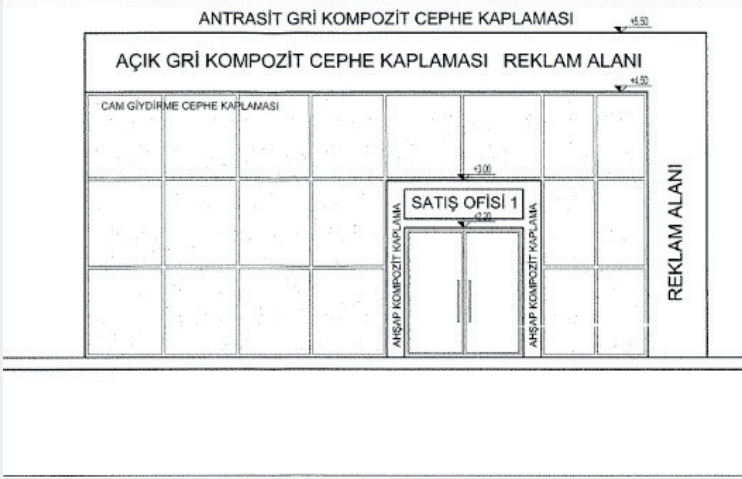 ANTRASİT GRİ KOMPOZİT CEPHE KAPLAMASI
+5.50
AÇIK GRİ KOMPOZİT CEPHE KAPLAMASI REKLAM ALANI
+4.50
CAM GİYDİRME CEPHE KAPLAMASI
+3.00
SATIŞ OFİSİ 1
+2.20
AHŞAP KOMPOZİT KAPLAMA
AHŞAP KOMPOZİT KAPLAMA
REKLAM ALANI